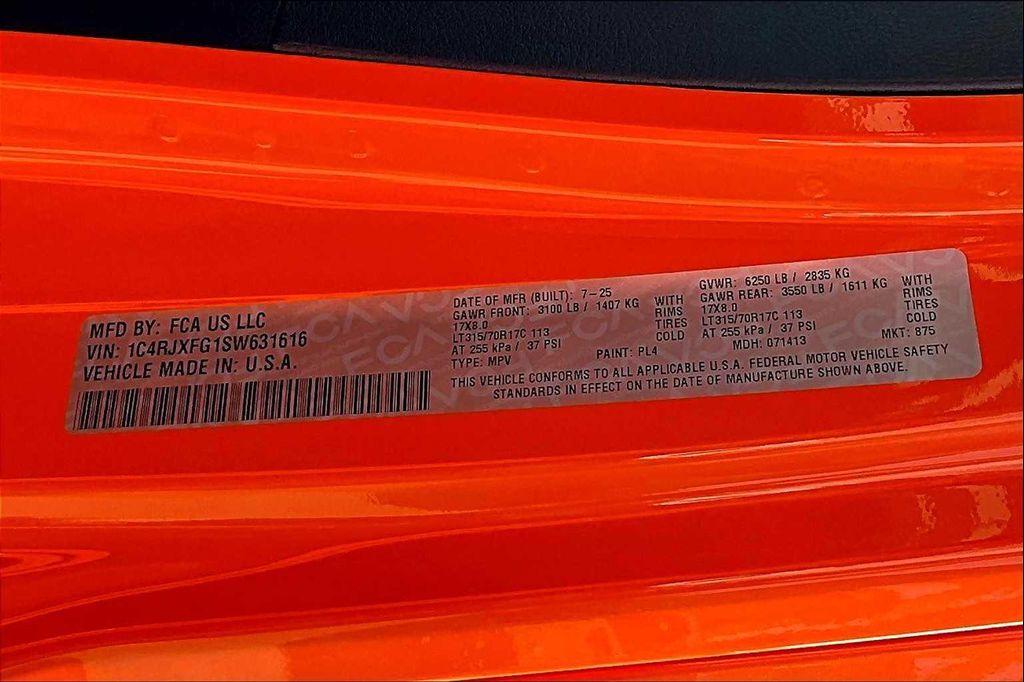 MFD BY: FCA US LLC
VIN: 1C4RJXFG1SW631616
VEHICLE MADE IN: U.S.A.
DATE OF MFR (BUILT): 7-25
GAWR FRONT: 3100 LB / 1407 KG WITH
17X8.0 RIMS
LT315/70R17C 113 TIRES
AT 255 kPa / 37 PSI COLD
TYPE: MPV PAINT: PL4
GVWR: 6250 LB / 2835 KG
GAWR REAR: 3550 LB / 1611 KG WITH
17X8.0 RIMS
LT315/70R17C 113 TIRES
AT 255 kPa / 37 PSI COLD
MDH: 071413 MKT: 875
THIS VEHICLE CONFORMS TO ALL APPLICABLE U.S.A. FEDERAL MOTOR VEHICLE SAFETY
STANDARDS IN EFFECT ON THE DATE OF MANUFACTURE SHOWN ABOVE.